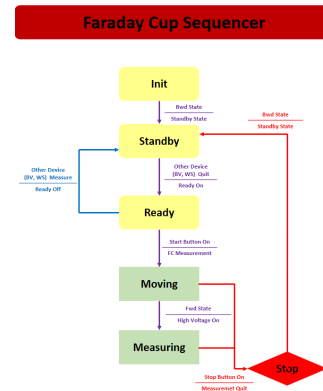 Faraday Cup Sequencer
Init
Bwd State
Standby State
Bwd State
Standby State
Standby
Other Device
(BV, WS) Measure
Ready Off
Other Device
(BV, WS) Quit
Ready On
Ready
Start Button On
FC Measurement
Moving
Fwd State
High Voltage On
Measuring
Stop
Stop Button On
Measuremet Quit